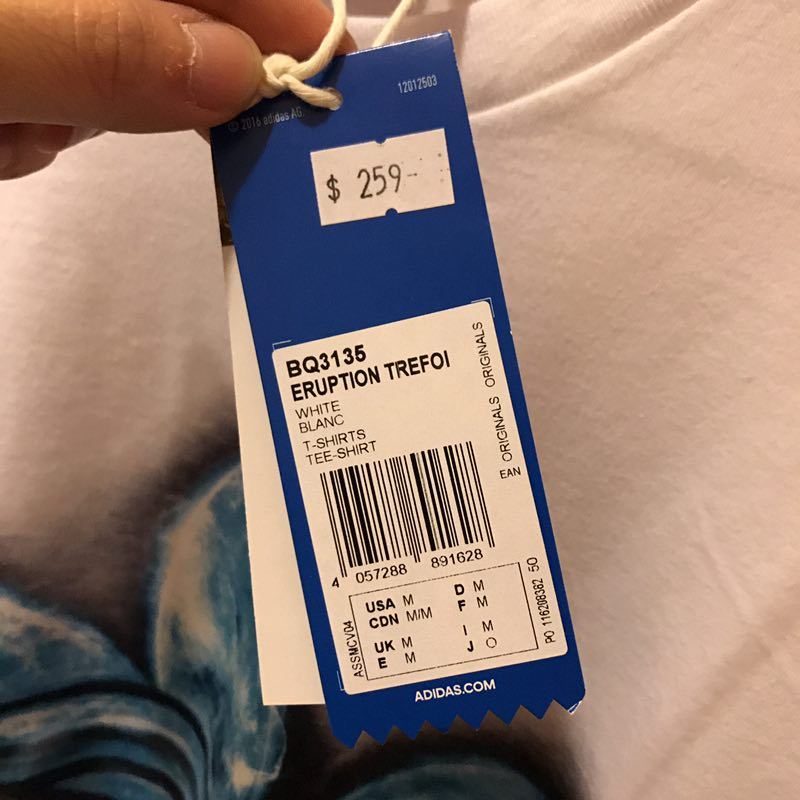 12012503
© 2016 adidas AG.
$ 259-
BQ3135
ERUPTION TREFOI
WHITE
BLANC
T-SHIRTS
TEE-SHIRT
ORIGINALS ORIGINALS
EAN
4 057288 891628
USA M D M
CDN M/M F M
UK M I M
E M J O
ASSMCV04
PO 116208362 50
ADIDAS.COM